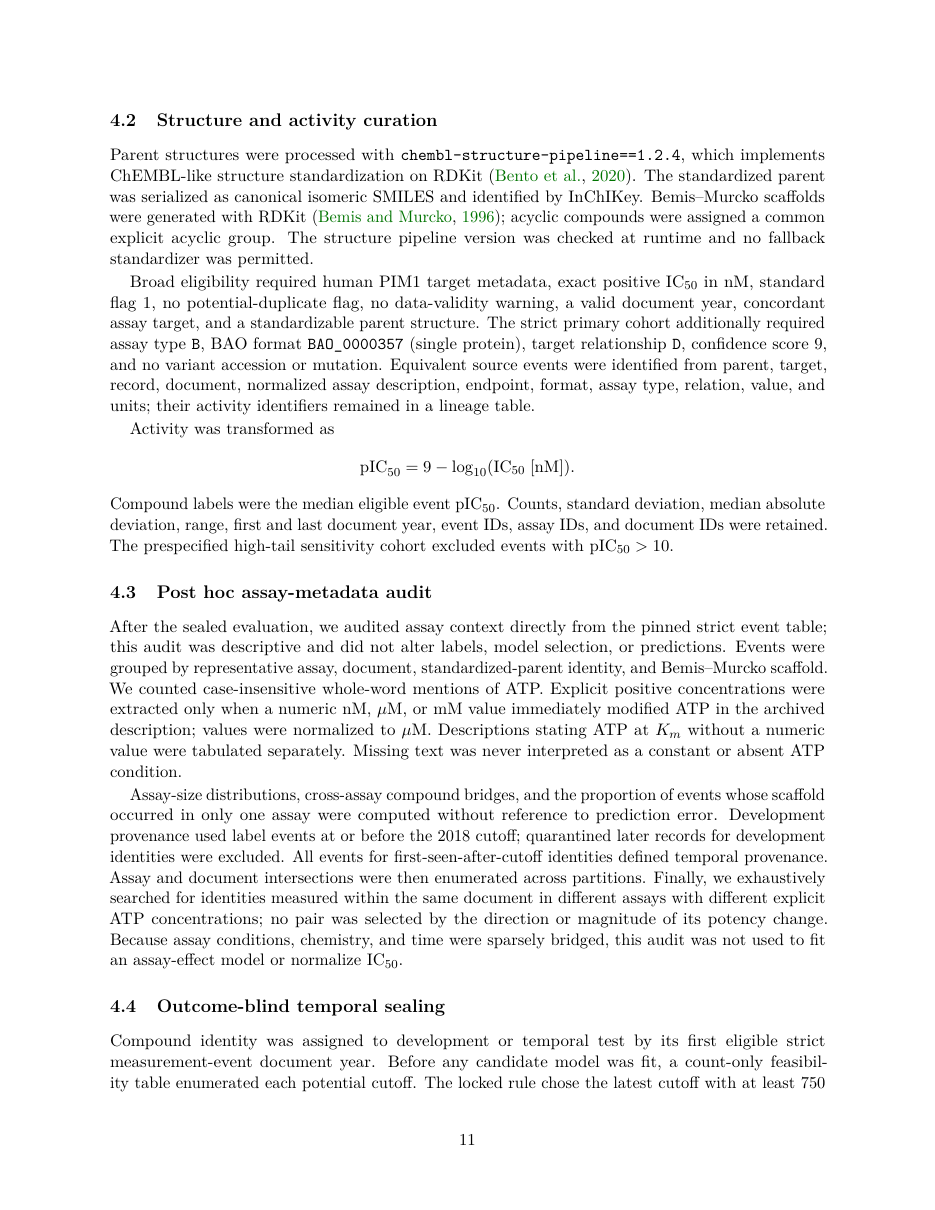 4.2 Structure and activity curation
Parent structures were processed with chembl-structure-pipeline==1.2.4, which implements
ChEMBL-like structure standardization on RDKit (Bento et al., 2020). The standardized parent
was serialized as canonical isomeric SMILES and identified by InChIKey. Bemis–Murcko scaffolds
were generated with RDKit (Bemis and Murcko, 1996); acyclic compounds were assigned a common
explicit acyclic group. The structure pipeline version was checked at runtime and no fallback
standardizer was permitted.
Broad eligibility required human PIM1 target metadata, exact positive IC50 in nM, standard
flag 1, no potential-duplicate flag, no data-validity warning, a valid document year, concordant
assay target, and a standardizable parent structure. The strict primary cohort additionally required
assay type B, BAO format BAO_0000357 (single protein), target relationship D, confidence score 9,
and no variant accession or mutation. Equivalent source events were identified from parent, target,
record, document, normalized assay description, endpoint, format, assay type, relation, value, and
units; their activity identifiers remained in a lineage table.
Activity was transformed as
pIC50 = 9 − log10(IC50 [nM]).
Compound labels were the median eligible event pIC50. Counts, standard deviation, median absolute
deviation, range, first and last document year, event IDs, assay IDs, and document IDs were retained.
The prespecified high-tail sensitivity cohort excluded events with pIC50 > 10.
4.3 Post hoc assay-metadata audit
After the sealed evaluation, we audited assay context directly from the pinned strict event table;
this audit was descriptive and did not alter labels, model selection, or predictions. Events were
grouped by representative assay, document, standardized-parent identity, and Bemis–Murcko scaffold.
We counted case-insensitive whole-word mentions of ATP. Explicit positive concentrations were
extracted only when a numeric nM, μM, or mM value immediately modified ATP in the archived
description; values were normalized to μM. Descriptions stating ATP at Km without a numeric
value were tabulated separately. Missing text was never interpreted as a constant or absent ATP
condition.
Assay-size distributions, cross-assay compound bridges, and the proportion of events whose scaffold
occurred in only one assay were computed without reference to prediction error. Development
provenance used label events at or before the 2018 cutoff; quarantined later records for development
identities were excluded. All events for first-seen-after-cutoff identities defined temporal provenance.
Assay and document intersections were then enumerated across partitions. Finally, we exhaustively
searched for identities measured within the same document in different assays with different explicit
ATP concentrations; no pair was selected by the direction or magnitude of its potency change.
Because assay conditions, chemistry, and time were sparsely bridged, this audit was not used to fit
an assay-effect model or normalize IC50.
4.4 Outcome-blind temporal sealing
Compound identity was assigned to development or temporal test by its first eligible strict
measurement-event document year. Before any candidate model was fit, a count-only feasibil-
ity table enumerated each potential cutoff. The locked rule chose the latest cutoff with at least 750
11